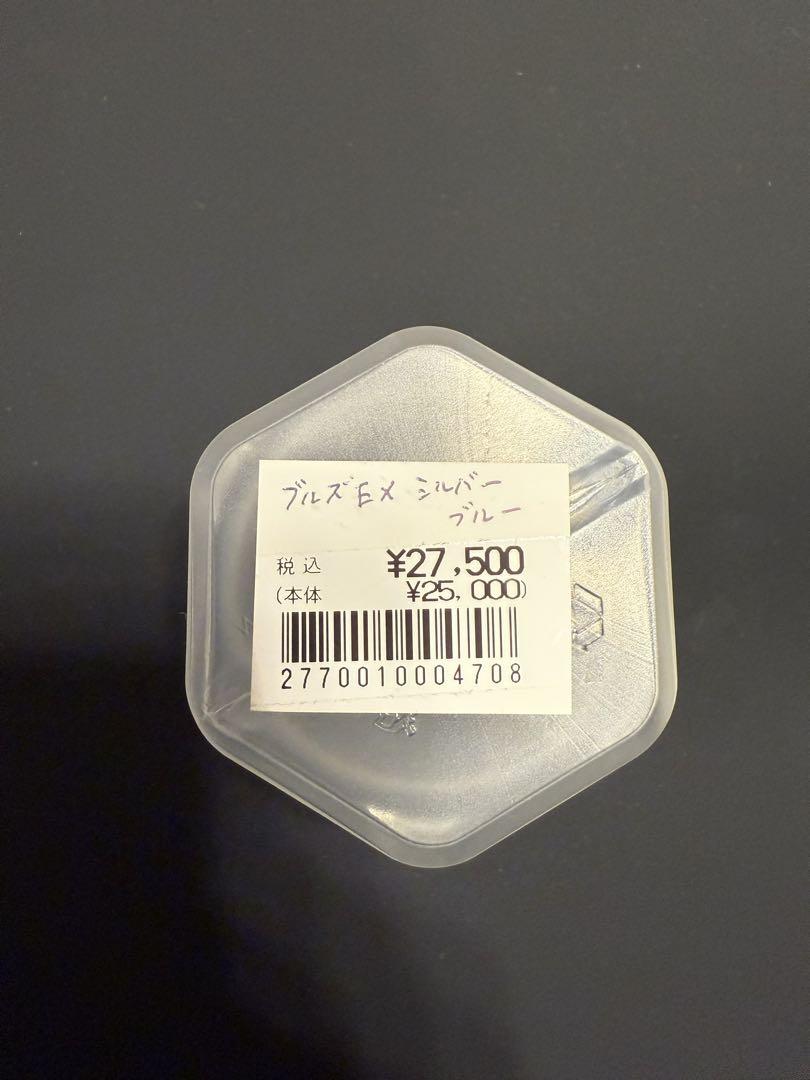 ブルズEX シルバー
ブルー
税込 ¥27,500
(本体 ¥25,000)
2770010004708